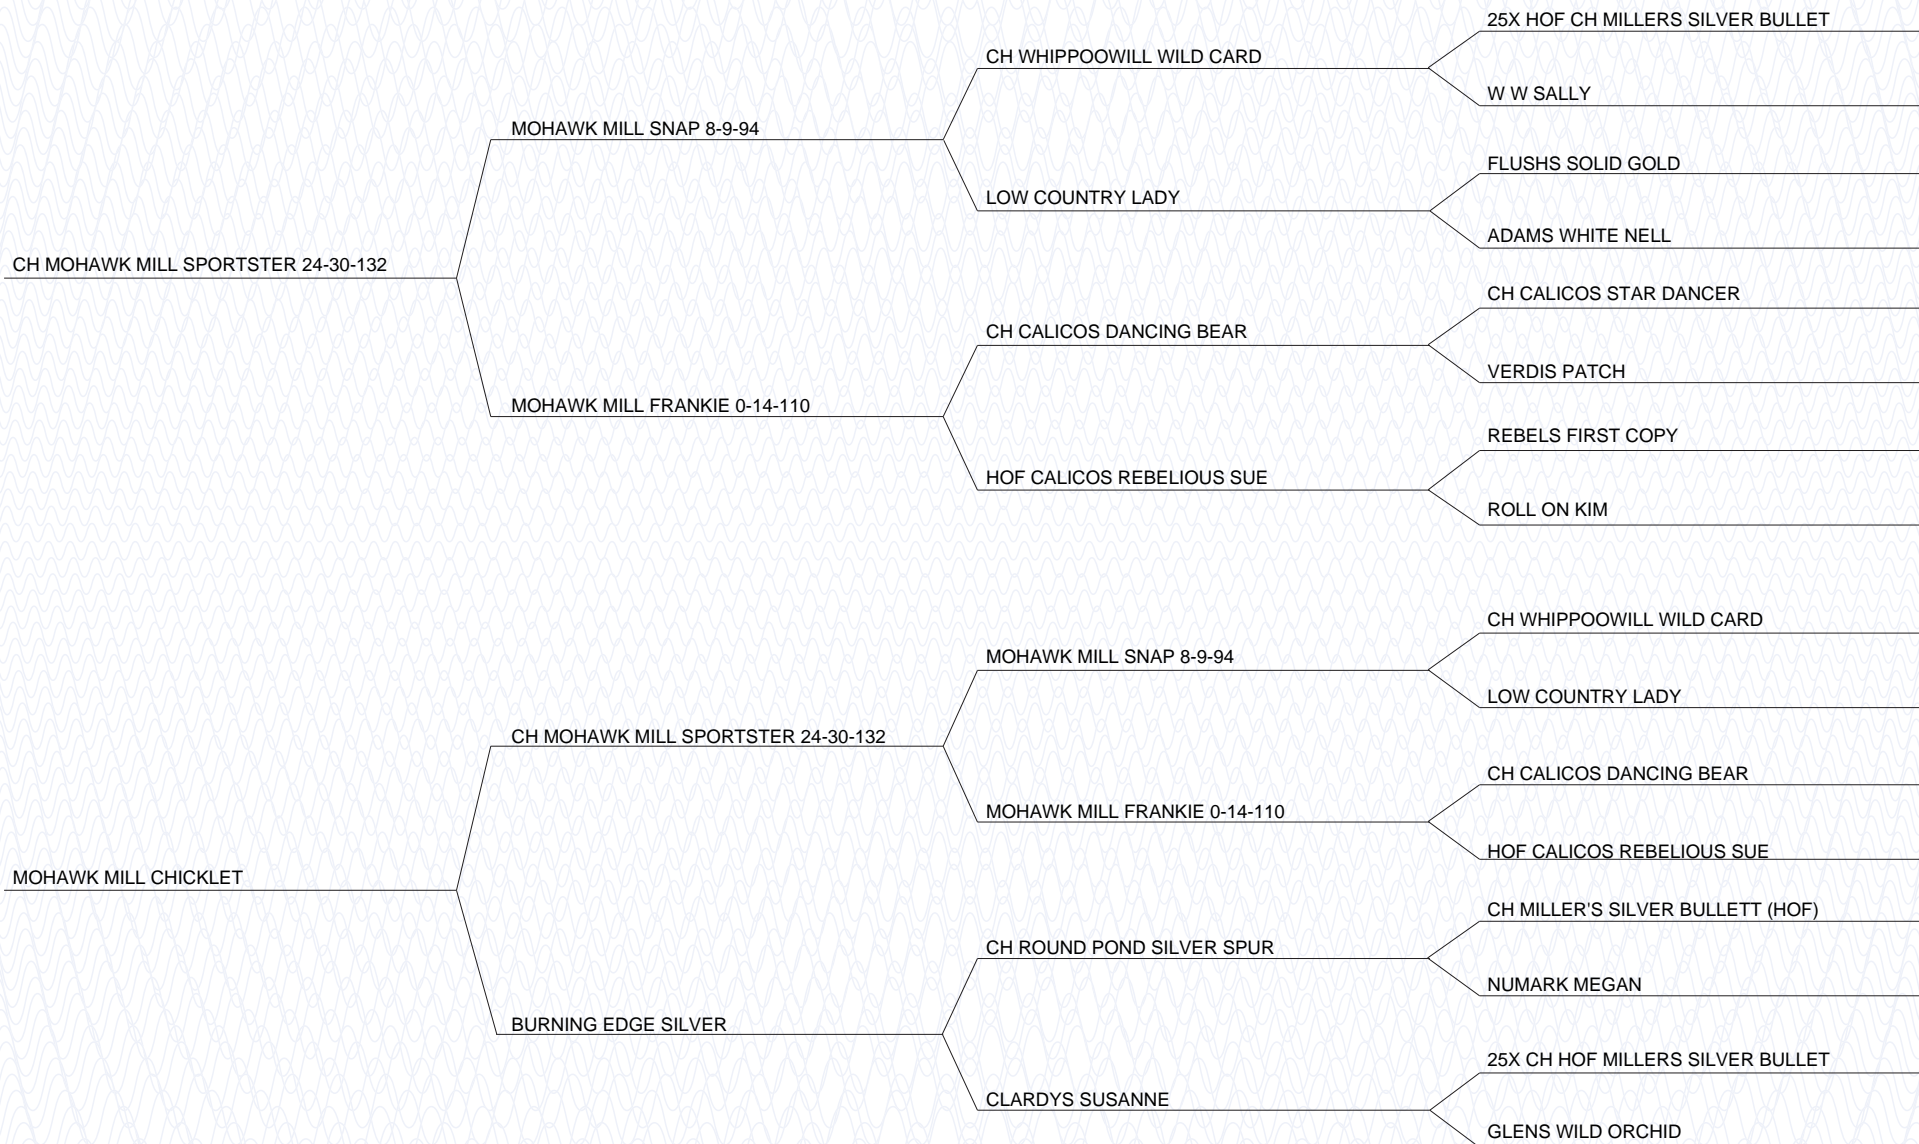 25X HOF CH MILLERS SILVER BULLET
CH WHIPPOOWILL WILD CARD
W W SALLY
MOHAWK MILL SNAP 8-9-94
FLUSHS SOLID GOLD
LOW COUNTRY LADY
ADAMS WHITE NELL
CH MOHAWK MILL SPORTSTER 24-30-132
CH CALICOS STAR DANCER
CH CALICOS DANCING BEAR
VERDIS PATCH
MOHAWK MILL FRANKIE 0-14-110
REBELS FIRST COPY
HOF CALICOS REBELIOUS SUE
ROLL ON KIM
CH WHIPPOOWILL WILD CARD
MOHAWK MILL SNAP 8-9-94
LOW COUNTRY LADY
CH MOHAWK MILL SPORTSTER 24-30-132
CH CALICOS DANCING BEAR
MOHAWK MILL FRANKIE 0-14-110
HOF CALICOS REBELIOUS SUE
MOHAWK MILL CHICKLET
CH MILLER'S SILVER BULLETT (HOF)
CH ROUND POND SILVER SPUR
NUMARK MEGAN
BURNING EDGE SILVER
25X CH HOF MILLERS SILVER BULLET
CLARDYS SUSANNE
GLENS WILD ORCHID